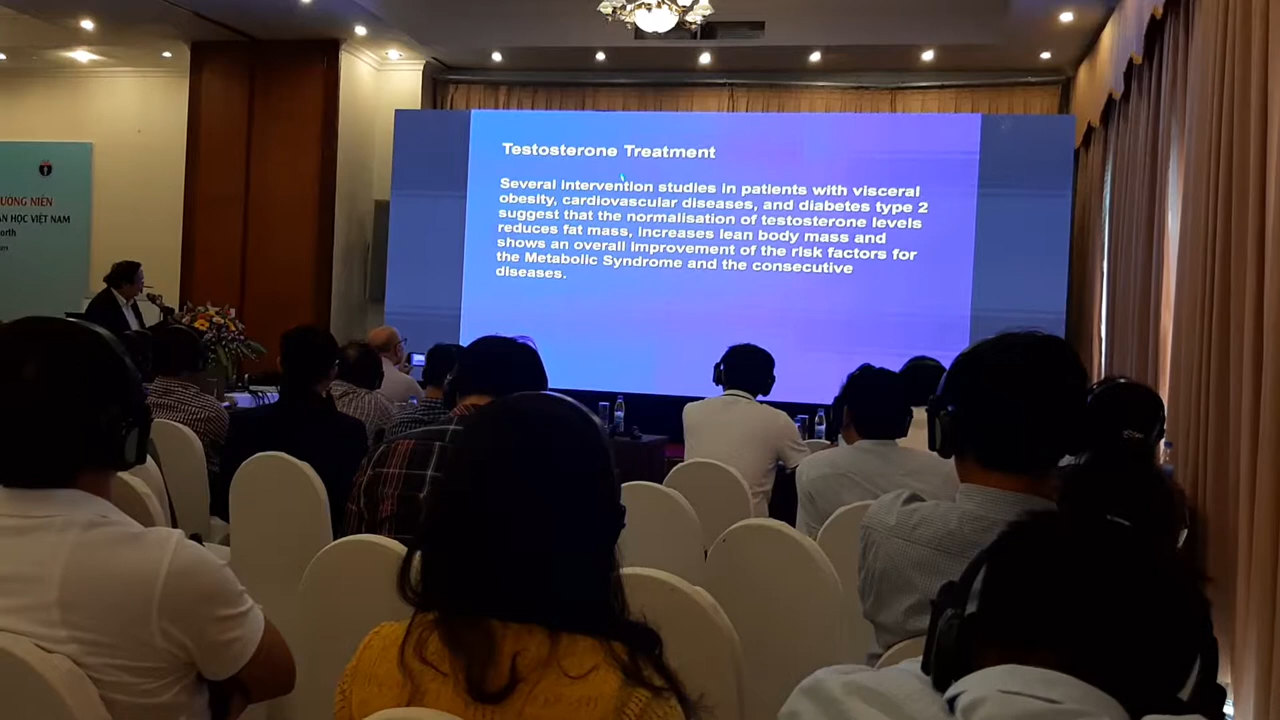 ƯỜNG NIÊN
ẬN HỌC VIỆT NAM
orth
Testosterone Treatment
Several intervention studies in patients with visceral
obesity, cardiovascular diseases, and diabetes type 2
suggest that the normalisation of testosterone levels
reduces fat mass, increases lean body mass and
shows an overall improvement of the risk factors for
the Metabolic Syndrome and the consecutive
diseases.